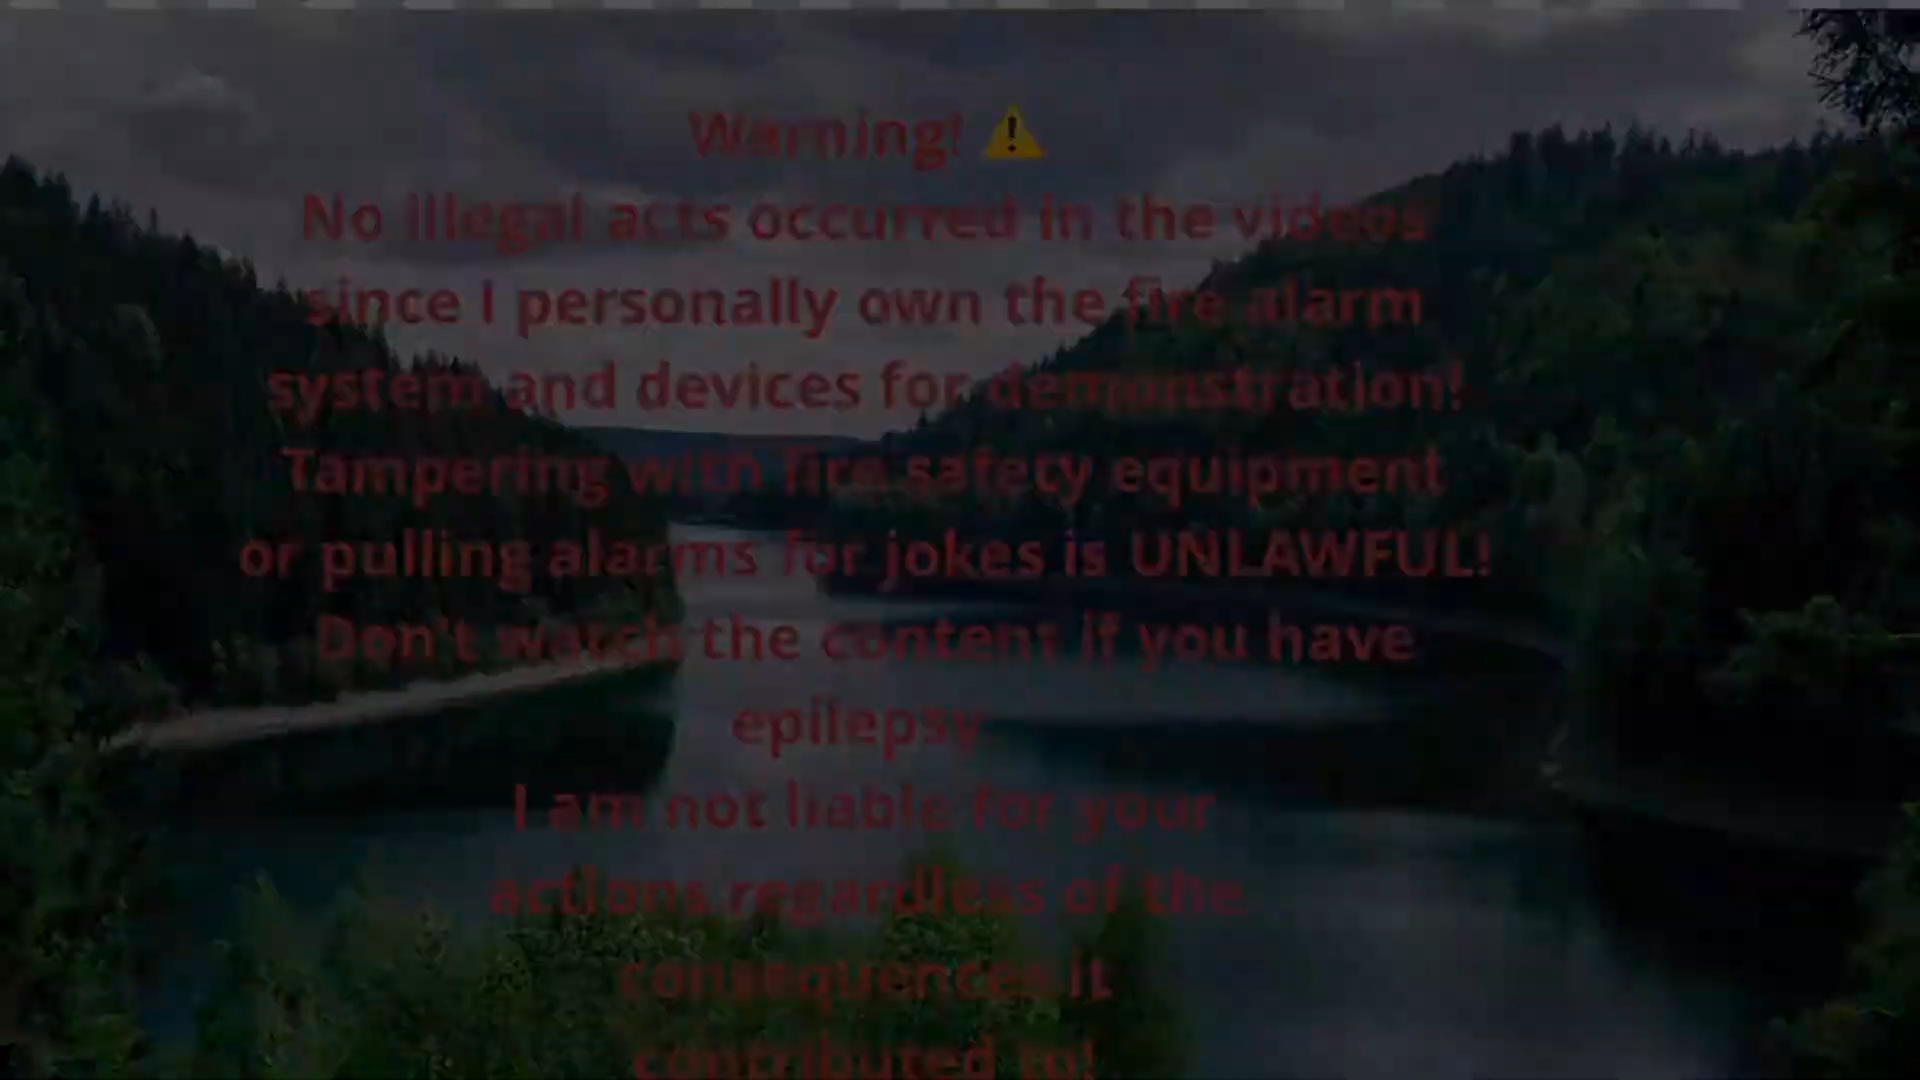 Warning! ⚠️
No illegal acts occurred in the videos
since I personally own the fire alarm
system and devices for demonstration!
Tampering with fire safety equipment
or pulling alarms for jokes is UNLAWFUL!
Don't watch the content if you have
epilepsy
I am not liable for your
actions regardless of the
consequences it
contributed to!